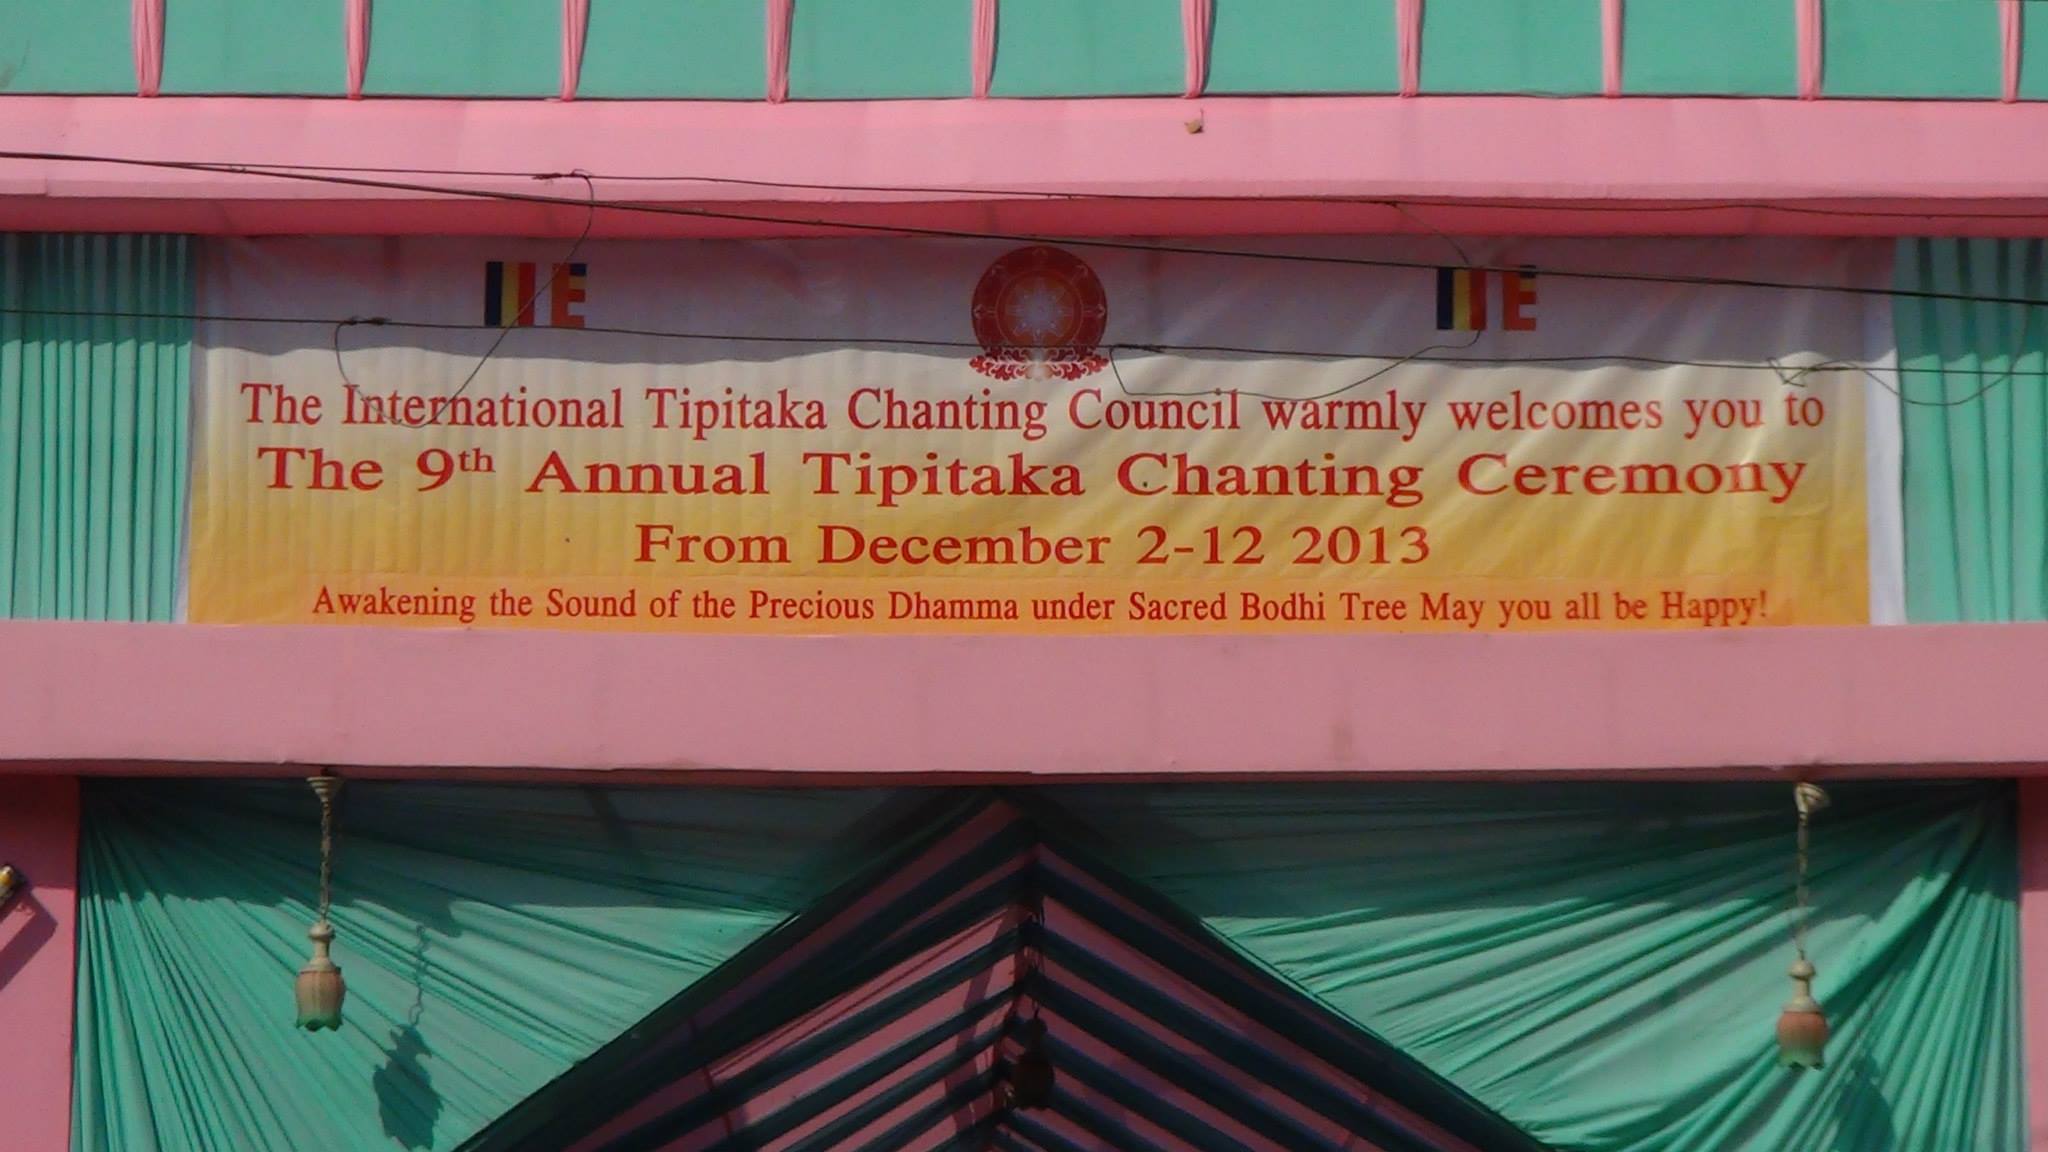 The International Tipitaka Chanting Council warmly welcomes you to
The 9th Annual Tipitaka Chanting Ceremony
From December 2-12 2013
Awakening the Sound of the Precious Dhamma under Sacred Bodhi Tree May you all be Happy!